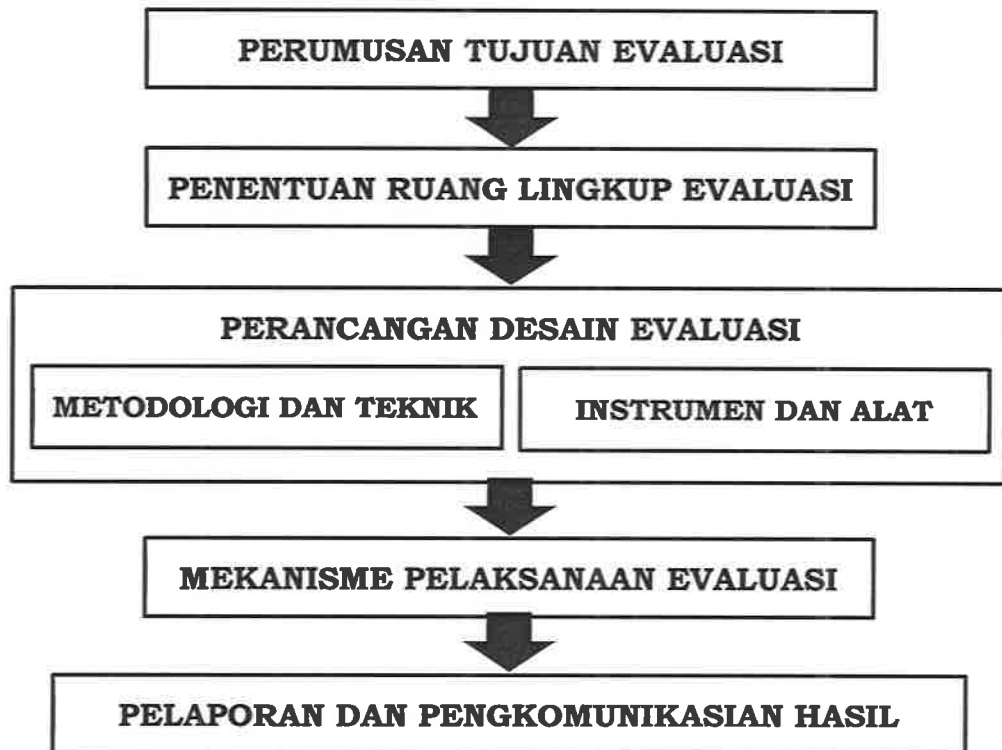 PERUMUSAN TUJUAN EVALUASI
PENENTUAN RUANG LINGKUP EVALUASI
PERANCANGAN DESAIN EVALUASI
METODOLOGI DAN TEKNIK
INSTRUMEN DAN ALAT
MEKANISME PELAKSANAAN EVALUASI
PELAPORAN DAN PENGKOMUNIKASIAN HASIL